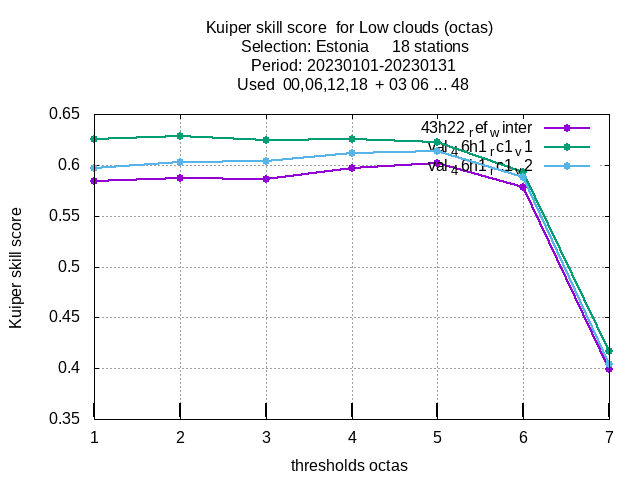 Kuiper skill score  for Low clouds (octas)
Selection: Estonia     18 stations
Period: 20230101-20230131
Used  00,06,12,18  + 03 06 ... 48
0.65
0.6
0.55
0.5
0.45
0.4
0.35
Kuiper skill score
43h22_ref_winter
val_46h1_rc1_v1
val_46h1_rc1_v2
1 2 3 4 5 6 7
thresholds octas